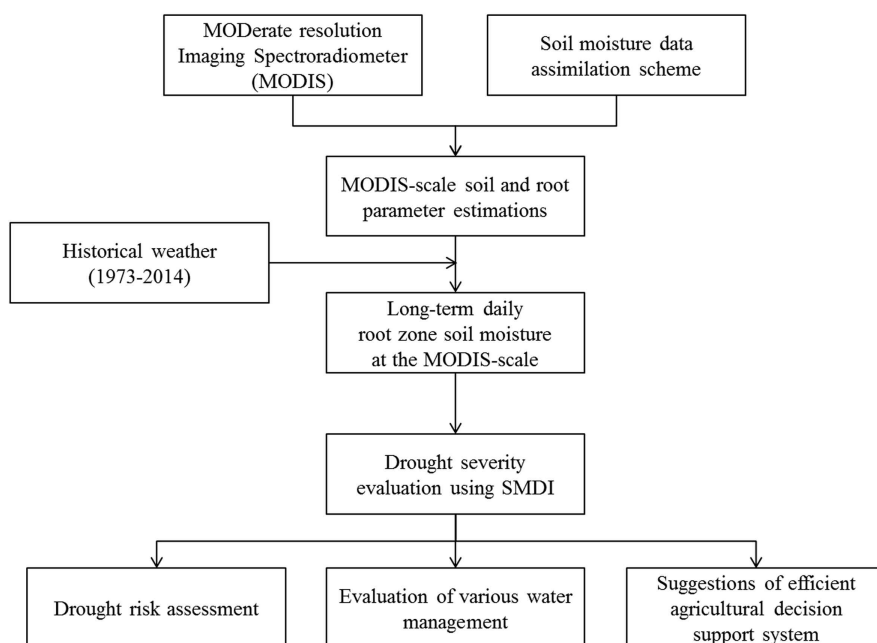 MODerate resolution
Imaging Spectroradiometer
(MODIS)
Soil moisture data
assimilation scheme
MODIS-scale soil and root
parameter estimations
Historical weather
(1973-2014)
Long-term daily
root zone soil moisture
at the MODIS-scale
Drought severity
evaluation using SMDI
Drought risk assessment
Evaluation of various water
management
Suggestions of efficient
agricultural decision
support system